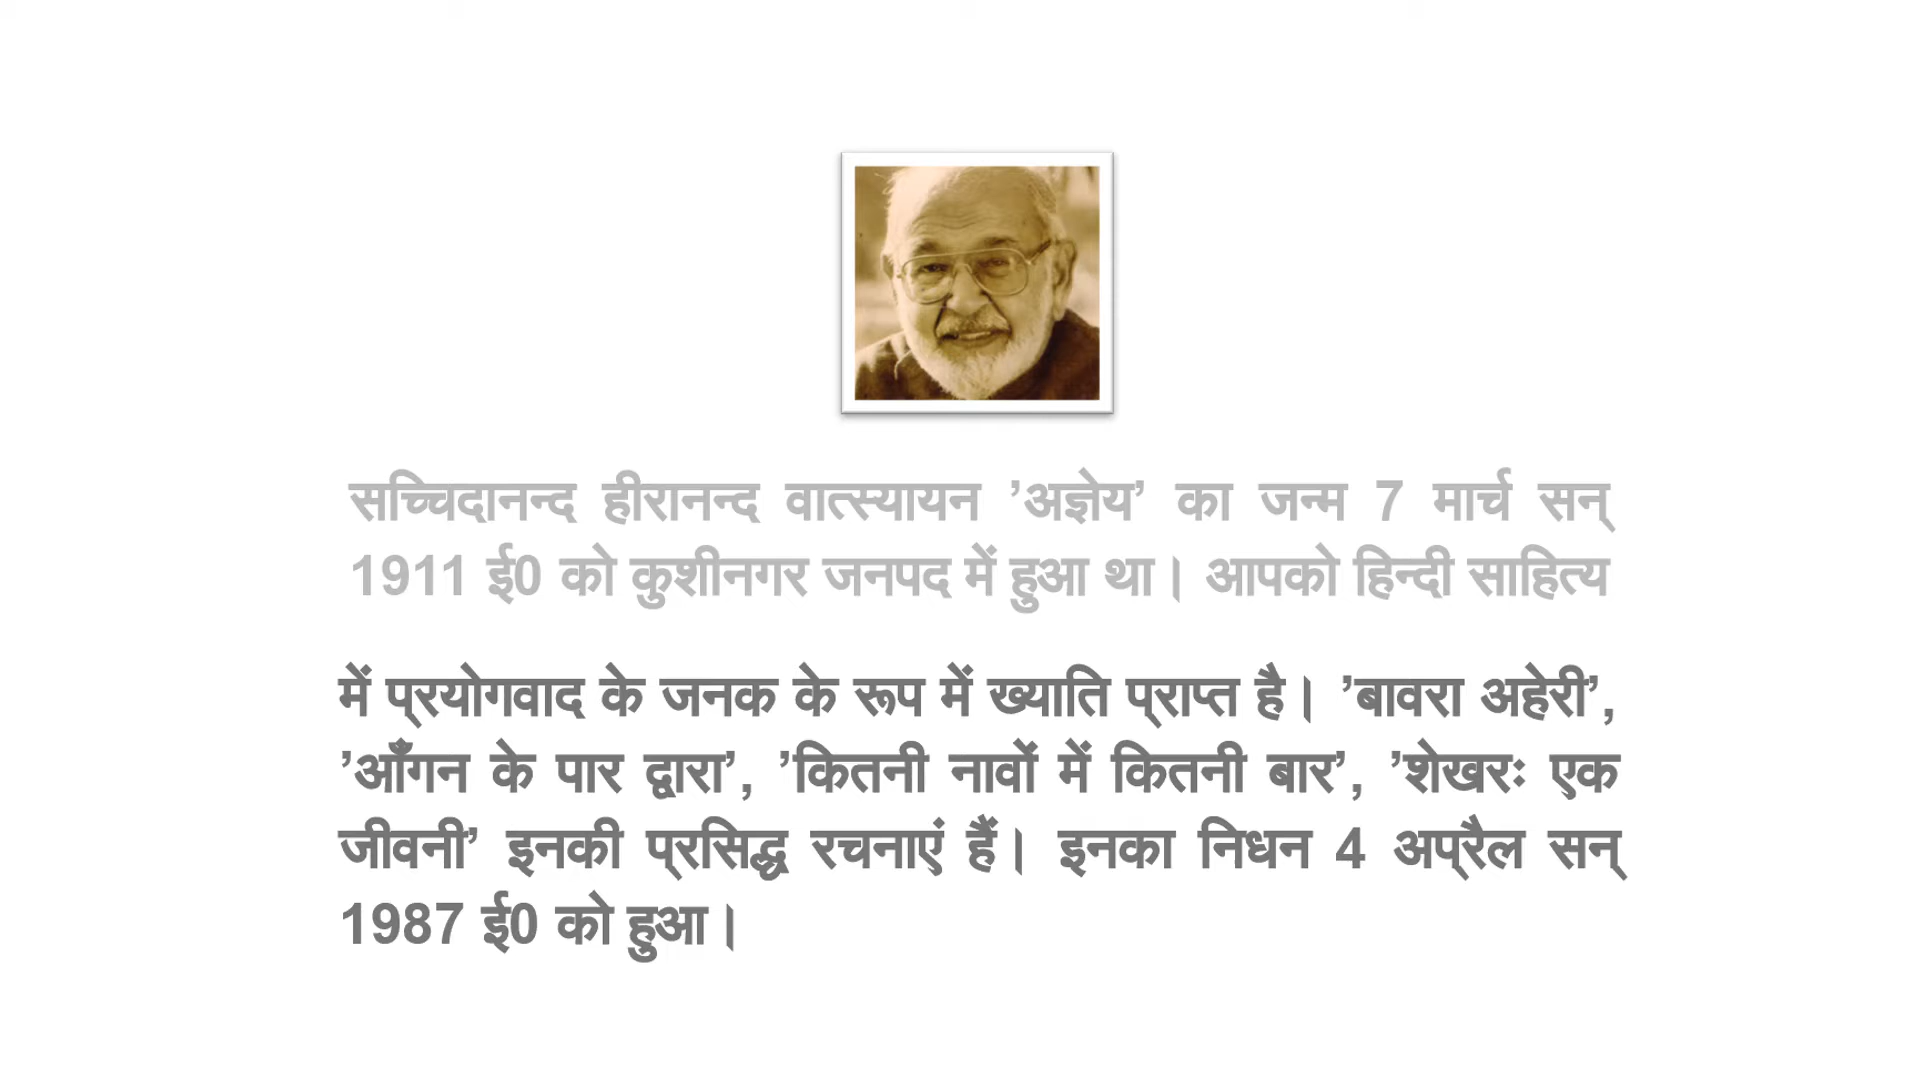 सच्चिदानन्द हीरानन्द वात्स्यायन ’अज्ञेय’ का जन्म 7 मार्च सन्
1911 ई0 को कुशीनगर जनपद में हुआ था। आपको हिन्दी साहित्य
में प्रयोगवाद के जनक के रूप में ख्याति प्राप्त है। ’बावरा अहेरी’,
’आँगन के पार द्वारा’, ’कितनी नावों में कितनी बार’, ’शेखरः एक
जीवनी’ इनकी प्रसिद्ध रचनाएं हैं। इनका निधन 4 अप्रैल सन्
1987 ई0 को हुआ।